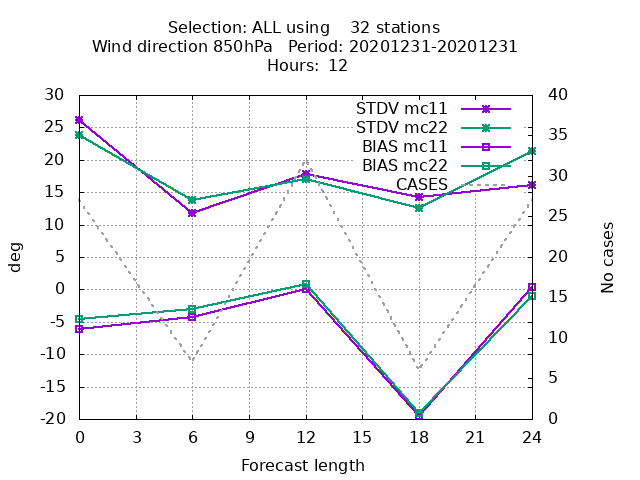 Selection: ALL using    32 stations
Wind direction 850hPa   Period: 20201231-20201231
Hours: 12
30 40
STDV mc11
25 35
STDV mc22
BIAS mc11
20 30
BIAS mc22
CASES
15 25
10 20
5
0 15
-5 10
-10
-15 5
-20 0
deg
No cases
0 3 6 9 12 15 18 21 24
Forecast length